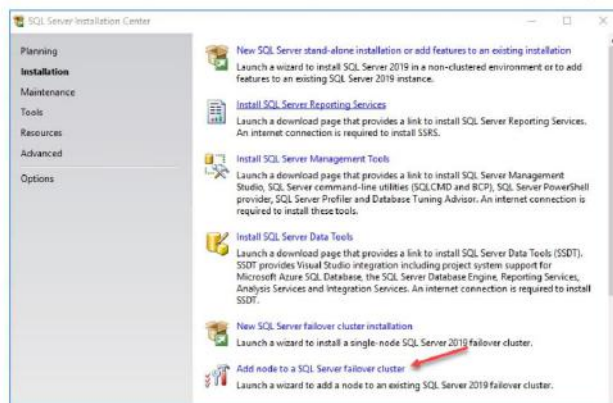 SQL Server Installation Center
Planning
Installation
Maintenance
Tools
Resources
Advanced
Options
New SQL Server stand-alone installation or add features to an existing installation
Launch a wizard to install SQL Server 2019 in a non-clustered environment or to add
features to an existing SQL Server 2019 instance.
Install SQL Server Reporting Services
Launch a download page that provides a link to install SQL Server Reporting Services.
An internet connection is required to install SSRS.
Install SQL Server Management Tools
Launch a download page that provides a link to install SQL Server Management
Studio, SQL Server command-line utilities (SQLCMD and BCP), SQL Server PowerShell
provider, SQL Server Profiler and Database Tuning Advisor. An internet connection is
required to install these tools.
Install SQL Server Data Tools
Launch a download page that provides a link to install SQL Server Data Tools (SSDT).
SSDT provides Visual Studio integration including project system support for
Microsoft Azure SQL Database, the SQL Server Database Engine, Reporting Services,
Analysis Services and Integration Services. An internet connection is required to install
SSDT.
New SQL Server failover cluster installation
Launch a wizard to install a single-node SQL Server 2019 failover cluster.
Add node to a SQL Server failover cluster
Launch a wizard to add a node to an existing SQL Server 2019 failover cluster.